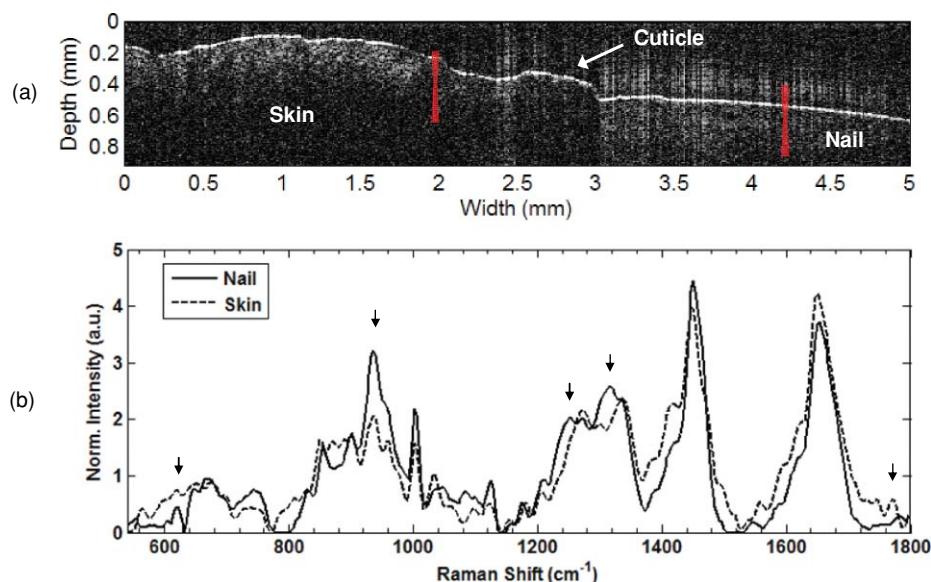 (a)
Depth (mm)
0
0.2
0.4
0.6
0.8
Cuticle
Skin
Nail
0 0.5 1 1.5 2 2.5 3 3.5 4 4.5 5
Width (mm)
(b)
Norm. Intensity (a.u.)
5
4
3
2
1
0
Nail
Skin
600 800 1000 1200 1400 1600 1800
Raman Shift (cm-1)